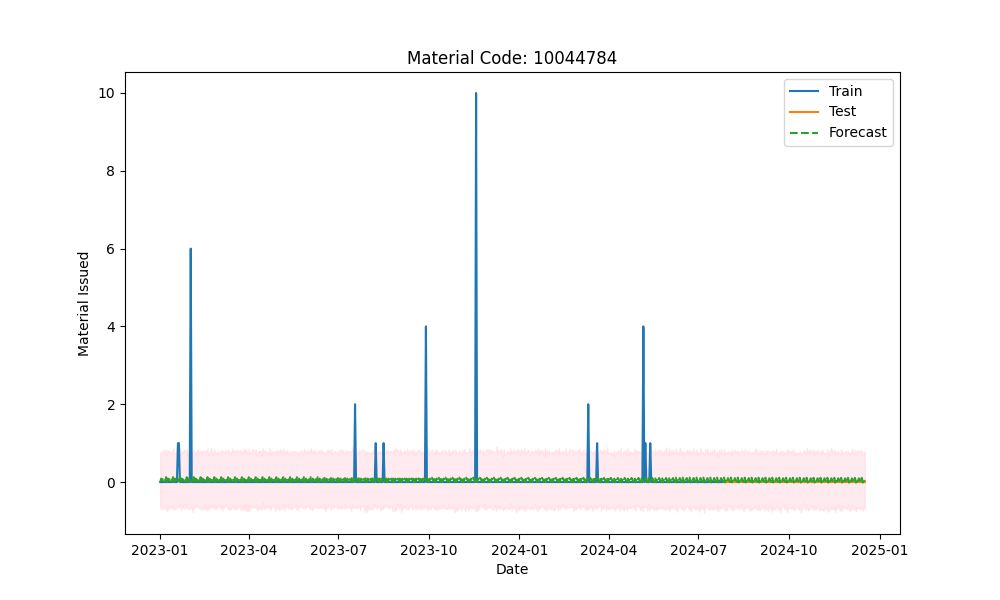 Material Code: 10044784
Train
Test
Forecast
Material Issued
10
8
6
4
2
0
2023-01 2023-04 2023-07 2023-10 2024-01 2024-04 2024-07 2024-10 2025-01
Date